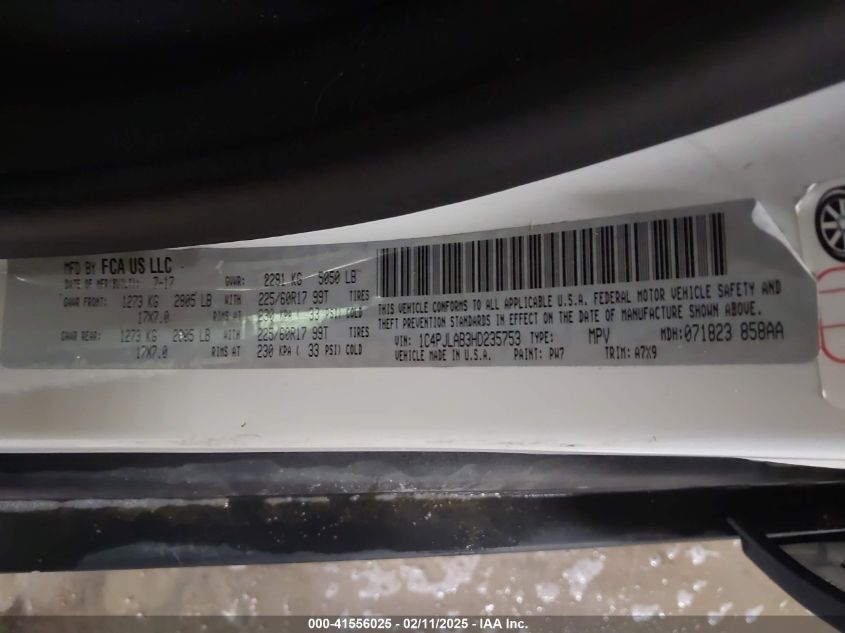 MFD BY FCA US LLC
DATE OF MFR 7-17 GVWR: 2291 KG 5050 LB
GAWR FRONT: 1273 KG 2805 LB WITH 225/60R17 99T TIRES
17X7.0 RIMS AT 230 KPA ( 33 PSI) COLD
GAWR REAR: 1273 KG 2805 LB WITH 225/60R17 99T TIRES
17X7.0 RIMS AT 230 KPA ( 33 PSI) COLD
THIS VEHICLE CONFORMS TO ALL APPLICABLE U.S.A. FEDERAL MOTOR VEHICLE SAFETY AND
THEFT PREVENTION STANDARDS IN EFFECT ON THE DATE OF MANUFACTURE SHOWN ABOVE.
VIN: 1C4PJLAB3HD235753 TYPE: MPV MDH:071823 858AA
VEHICLE MADE IN U.S.A. PAINT: PW7 TRIM: A7X9
000-41556025 - 02/11/2025 - IAA Inc.